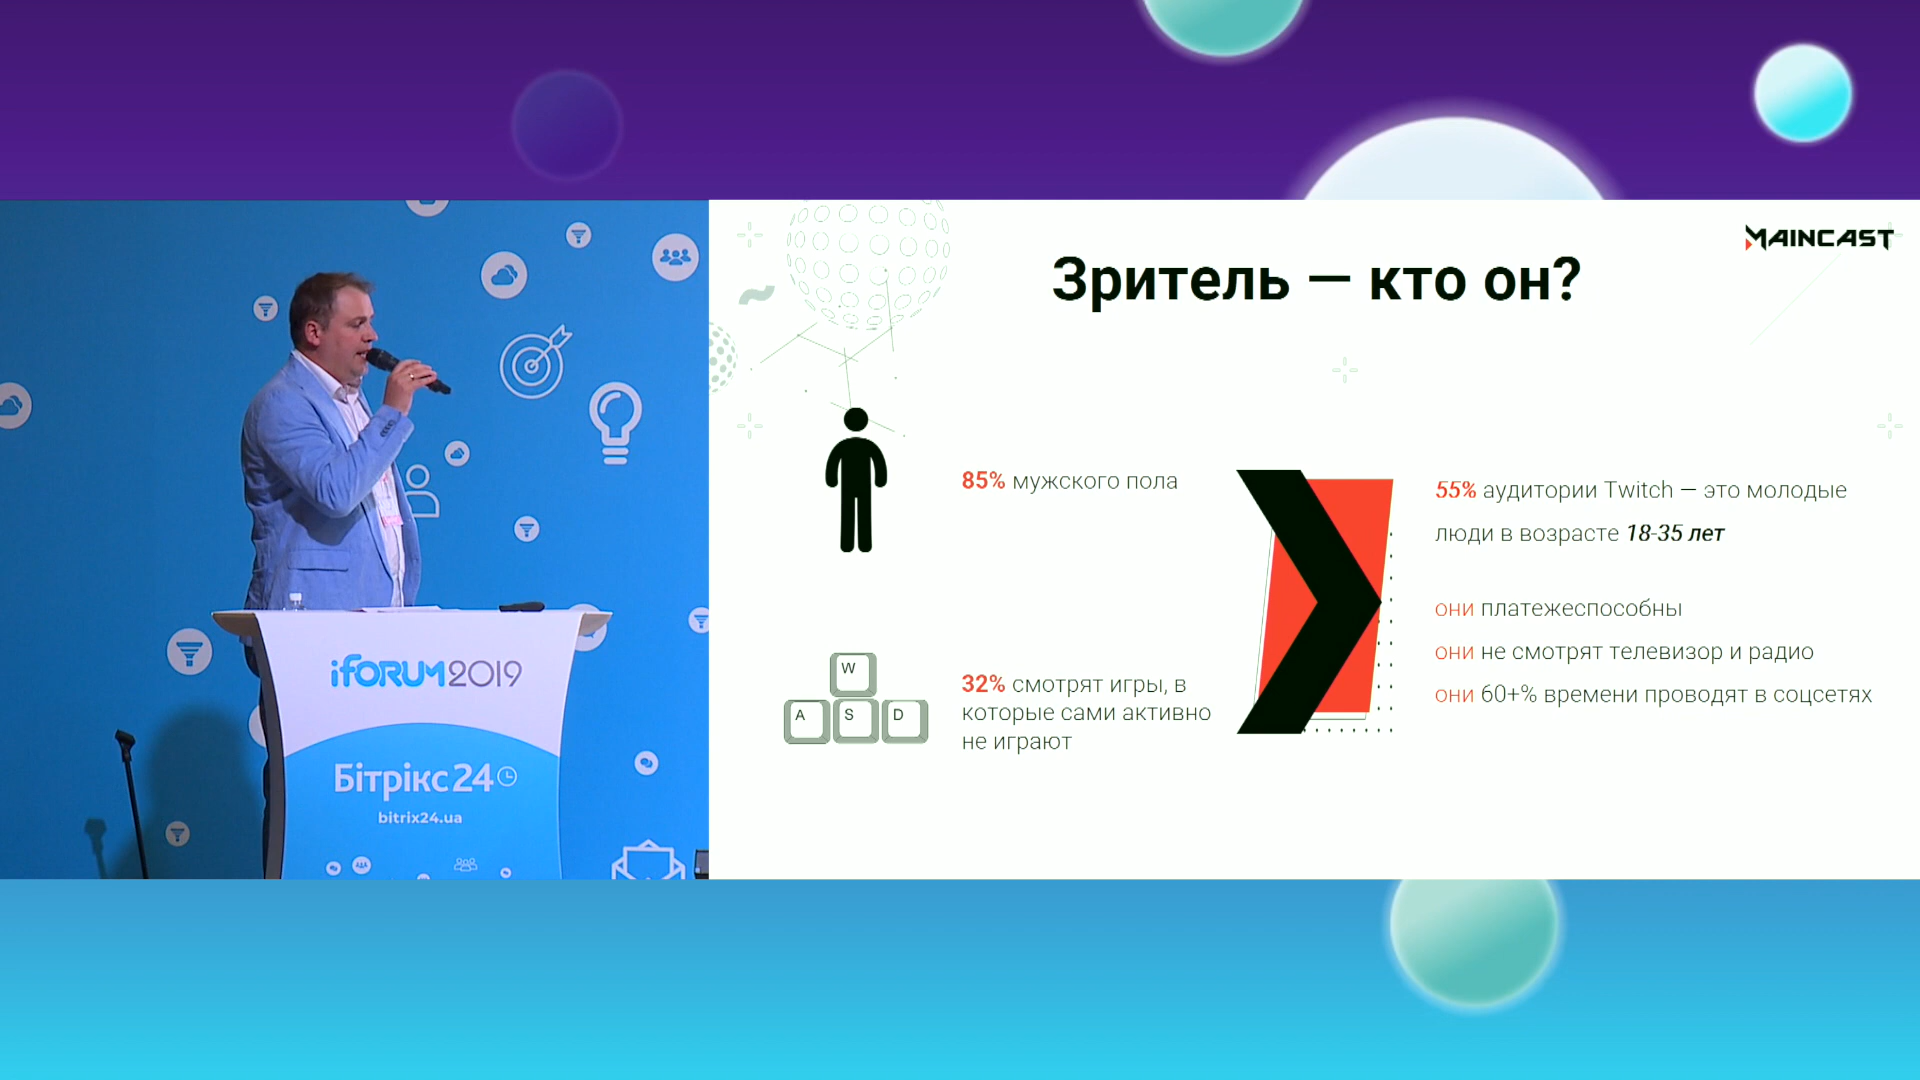 MAINCAST
Зритель — кто он?
85% мужского пола
32% смотрят игры, в
которые сами активно
не играют
W
A S D
55% аудитории Twitch — это молодые
люди в возрасте 18-35 лет
они платежеспособны
они не смотрят телевизор и радио
они 60+% времени проводят в соцсетях
iFORUM2019
Бітрікс24
bitrix24.ua